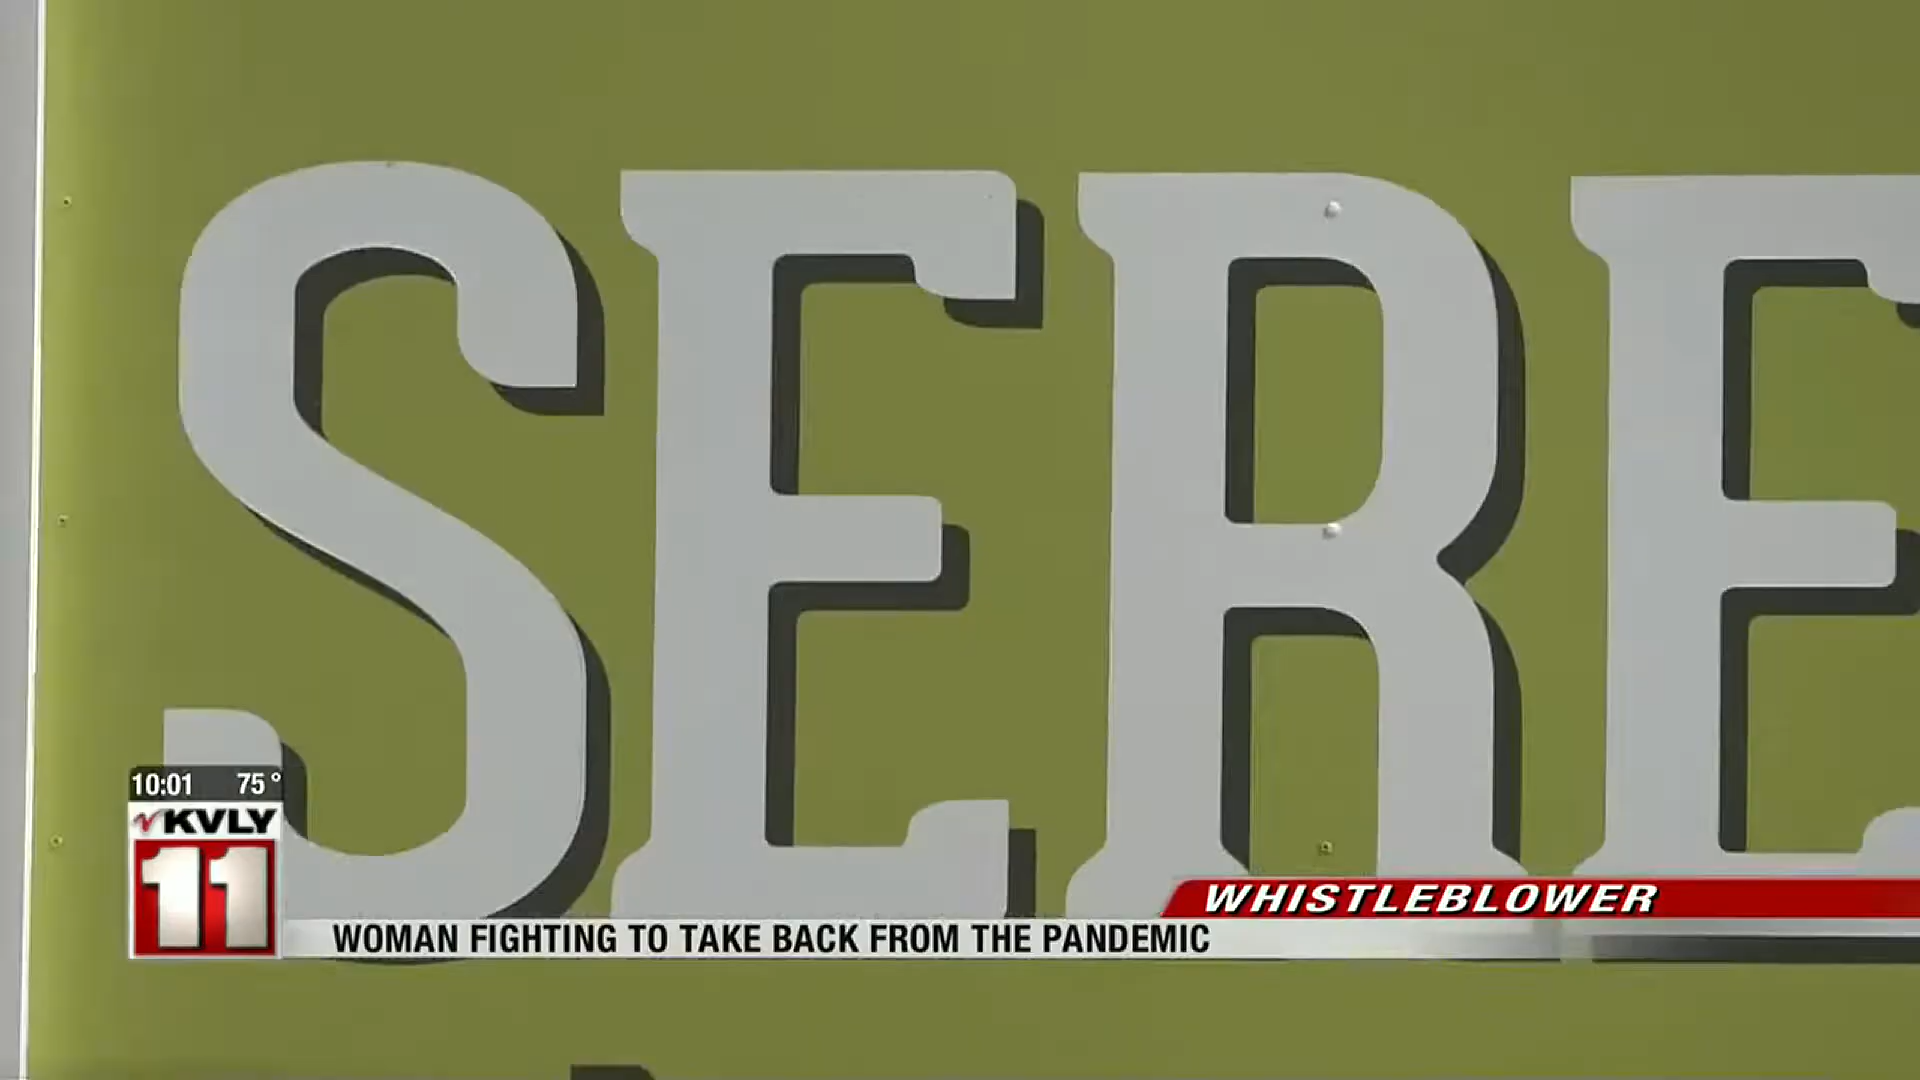 SERE
10:01 75°
KVLY
11
WHISTLEBLOWER
WOMAN FIGHTING TO TAKE BACK FROM THE PANDEMIC